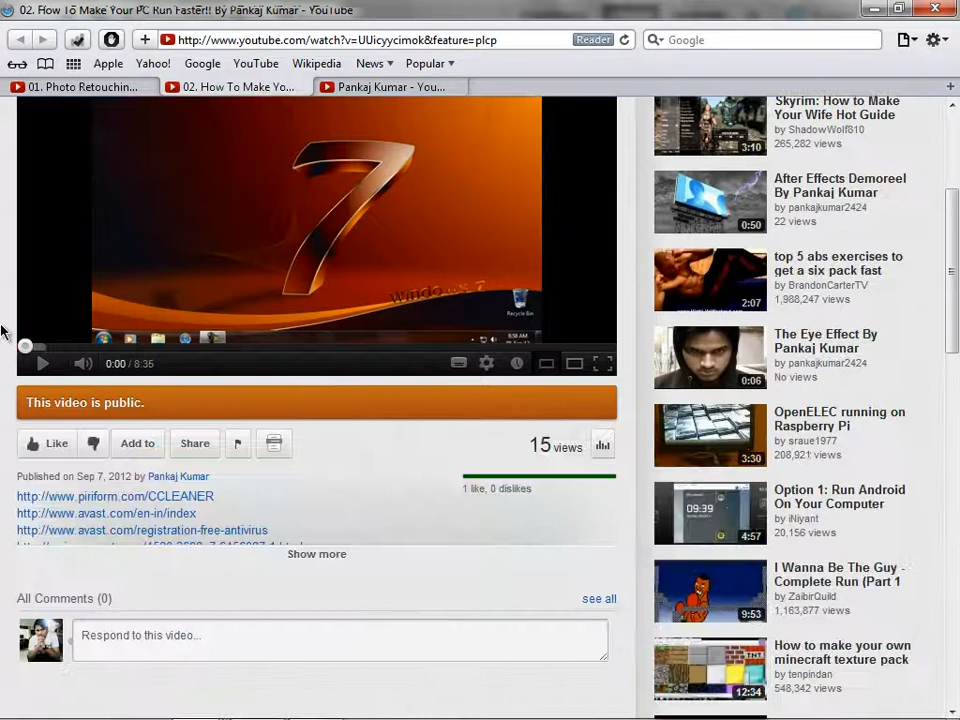 02. How To Make Your PC Run Faster!! By Pankaj Kumar - YouTube
http://www.youtube.com/watch?v=UUicyycimok&feature=plcp
Reader
Google
Apple
Yahoo!
Google
YouTube
Wikipedia
News
Popular
01. Photo Retouchin...
02. How To Make Yo...
Pankaj Kumar - You...
7
Windows 7
Recycle Bin
0:00 / 8:35
This video is public.
Like
Add to
Share
15 views
Published on Sep 7, 2012 by Pankaj Kumar
1 like, 0 dislikes
http://www.piriform.com/CCLEANER
http://www.avast.com/en-in/index
http://www.avast.com/registration-free-antivirus
Show more
All Comments (0)
see all
Respond to this video...
Skyrim: How to Make
Your Wife Hot Guide
by ShadowWolf810
265,282 views
3:10
After Effects Demoreel
By Pankaj Kumar
by pankajkumar2424
22 views
0:50
top 5 abs exercises to
get a six pack fast
by BrandonCarterTV
1,988,247 views
2:07
The Eye Effect By
Pankaj Kumar
by pankajkumar2424
No views
0:06
OpenELEC running on
Raspberry Pi
by sraue1977
208,921 views
3:30
Option 1: Run Android
On Your Computer
by iNiyant
20,156 views
09:39
4:57
I Wanna Be The Guy -
Complete Run (Part 1
by ZaibirQuild
1,163,877 views
9:53
How to make your own
minecraft texture pack
by tenpindan
548,342 views
TNT
12:34